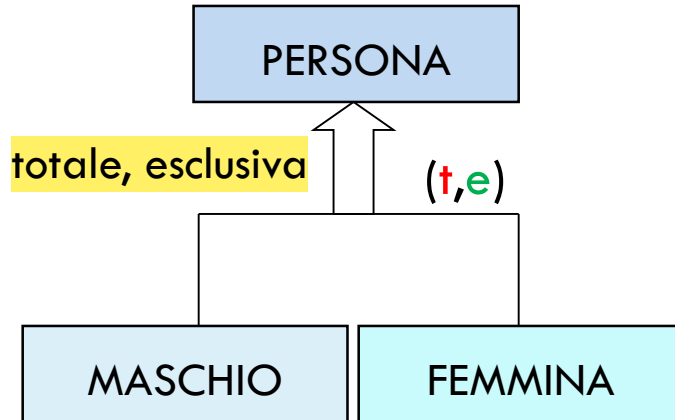 PERSONA
totale, esclusiva
(t,e)
MASCHIO
FEMMINA